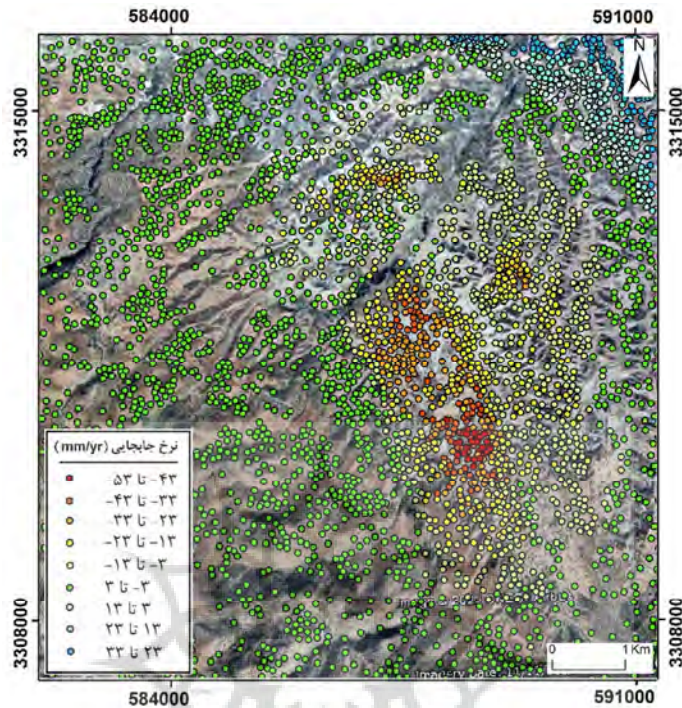 584000
591000
N
3315000
3315000
نرخ جابجایی (mm/yr)
-۴۳ تا ۵۳
-۳۳ تا -۴۳
-۲۳ تا -۳۳
-۱۳ تا -۲۳
-۳ تا -۱۳
-۳ تا ۳
۳ تا ۱۳
۱۳ تا ۲۳
۲۳ تا ۳۳
3308000
3308000
0 1 Km
584000
591000